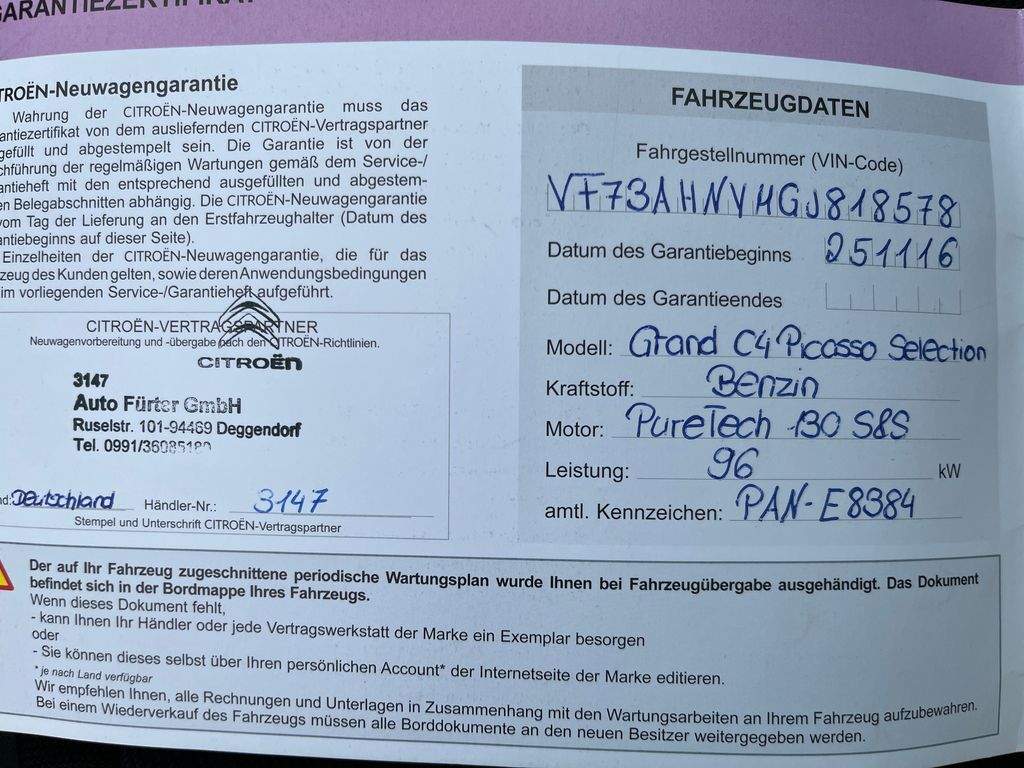 GARANTIEZERTIFIKAT
TROËN-Neuwagengarantie
Wahrung der CITROËN-Neuwagengarantie muss das
antiezertifikat von dem ausliefernden CITROËN-Vertragspartner
gefüllt und abgestempelt sein. Die Garantie ist von der
chführung der regelmäßigen Wartungen gemäß dem Service-/
antieheft mit den entsprechend ausgefüllten und abgestem-
en Belegabschnitten abhängig. Die CITROËN-Neuwagengarantie
vom Tag der Lieferung an den Erstfahrzeughalter (Datum des
antiebeginns auf dieser Seite).
Einzelheiten der CITROËN-Neuwagengarantie, die für das
zeug des Kunden gelten, sowie deren Anwendungsbedingungen
im vorliegenden Service-/Garantieheft aufgeführt.
CITROËN-VERTRAGSPARTNER
Neuwagenvorbereitung und -übergabe nach den CITROËN-Richtlinien.
CITROËN
3147
Auto Fürter GmbH
Ruselstr. 101-94469 Deggendorf
Tel. 0991/36085180
nd: Deutschland Händler-Nr.: 3147
Stempel und Unterschrift CITROËN-Vertragspartner
FAHRZEUGDATEN
Fahrgestellnummer (VIN-Code)
VF73AHNYHGJ818578
Datum des Garantiebeginns 251116
Datum des Garantieendes
Modell: Grand C4 Picasso Selection
Kraftstoff: Benzin
Motor: PureTech 130 S&S
Leistung: 96 kW
amtl. Kennzeichen: PAN-E8384
Der auf Ihr Fahrzeug zugeschnittene periodische Wartungsplan wurde Ihnen bei Fahrzeugübergabe ausgehändigt. Das Dokument
befindet sich in der Bordmappe Ihres Fahrzeugs.
Wenn dieses Dokument fehlt,
- kann Ihnen Ihr Händler oder jede Vertragswerkstatt der Marke ein Exemplar besorgen
oder
- Sie können dieses selbst über Ihren persönlichen Account* der Internetseite der Marke editieren.
* je nach Land verfügbar
Wir empfehlen Ihnen, alle Rechnungen und Unterlagen in Zusammenhang mit den Wartungsarbeiten an Ihrem Fahrzeug aufzubewahren.
Bei einem Wiederverkauf des Fahrzeugs müssen alle Borddokumente an den neuen Besitzer weitergegeben werden.